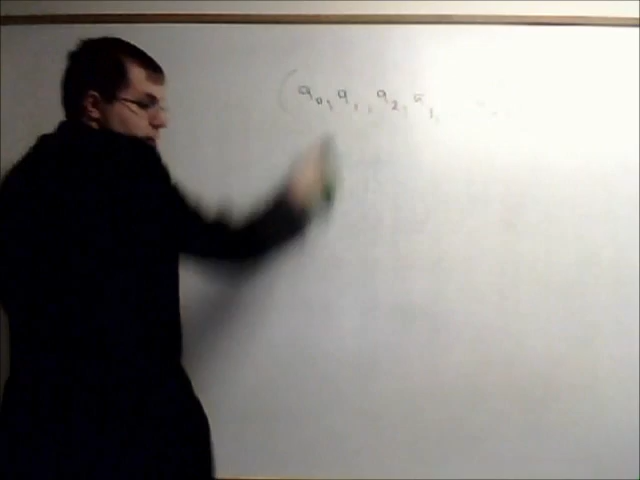 (a₀, a₁, a₂, a₃, ...